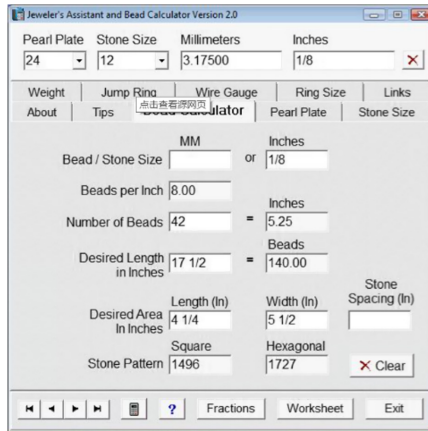 Jeweler's Assistant and Bead Calculator Version 2.0
Pearl Plate Stone Size Millimeters Inches
24 12 3.17500 1/8
Weight Jump Ring Wire Gauge Ring Size Links
点击查看源网页
About Tips Bead Calculator Pearl Plate Stone Size
MM Inches
Bead / Stone Size or 1/8
Beads per Inch 8.00
Inches
Number of Beads 42 = 5.25
Beads
Desired Length 17 1/2 = 140.00
in Inches
Stone
Length (In) Width (In) Spacing (In)
Desired Area 4 1/4 5 1/2
In Inches
Square Hexagonal
Stone Pattern 1496 1727 Clear
? Fractions Worksheet Exit